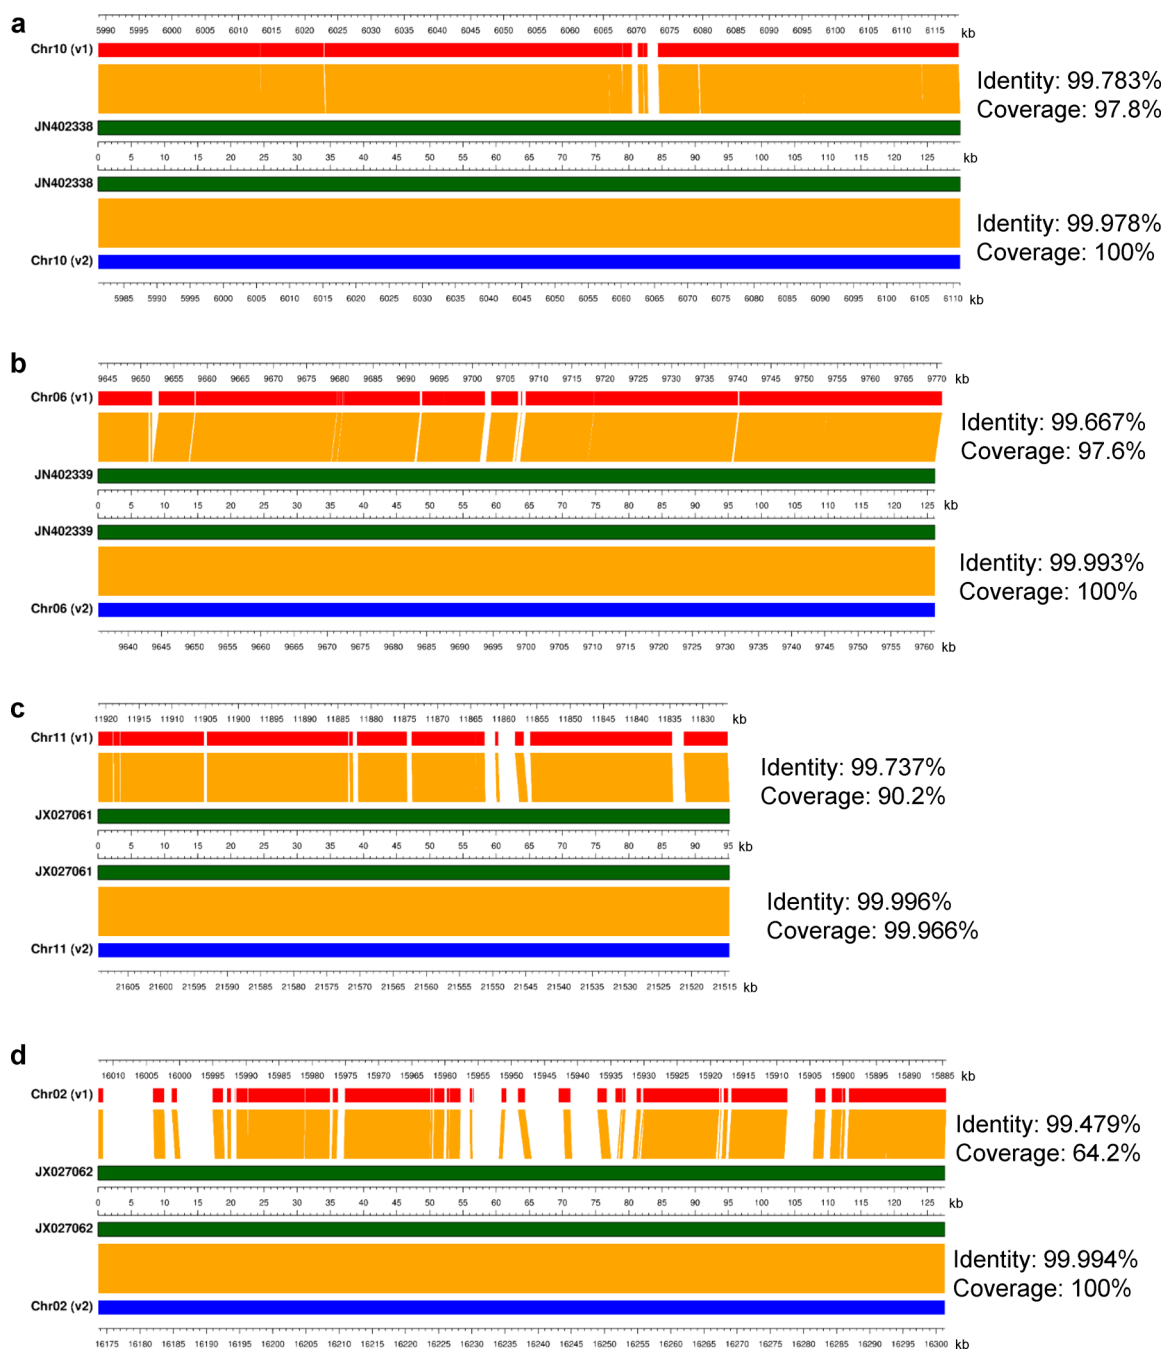 a
5990 5995 6000 6005 6010 6015 6020 6025 6030 6035 6040 6045 6050 6055 6060 6065 6070 6075 6080 6085 6090 6095 6100 6105 6110 6115 kb
Chr10 (v1)
Identity: 99.783%
Coverage: 97.8%
JN402338
0 5 10 15 20 25 30 35 40 45 50 55 60 65 70 75 80 85 90 95 100 105 110 115 120 125 kb
JN402338
Identity: 99.978%
Coverage: 100%
Chr10 (v2)
5985 5990 5995 6000 6005 6010 6015 6020 6025 6030 6035 6040 6045 6050 6055 6060 6065 6070 6075 6080 6085 6090 6095 6100 6105 6110 kb
b
9645 9650 9655 9660 9665 9670 9675 9680 9685 9690 9695 9700 9705 9710 9715 9720 9725 9730 9735 9740 9745 9750 9755 9760 9765 9770 kb
Chr06 (v1)
Identity: 99.667%
Coverage: 97.6%
JN402339
0 5 10 15 20 25 30 35 40 45 50 55 60 65 70 75 80 85 90 95 100 105 110 115 120 125 kb
JN402339
Identity: 99.993%
Coverage: 100%
Chr06 (v2)
9640 9645 9650 9655 9660 9665 9670 9675 9680 9685 9690 9695 9700 9705 9710 9715 9720 9725 9730 9735 9740 9745 9750 9755 9760 kb
c
11920 11915 11910 11905 11900 11895 11890 11885 11880 11875 11870 11865 11860 11855 11850 11845 11840 11835 11830 kb
Chr11 (v1)
Identity: 99.737%
Coverage: 90.2%
JX027061
0 5 10 15 20 25 30 35 40 45 50 55 60 65 70 75 80 85 90 95 kb
JX027061
Identity: 99.996%
Coverage: 99.966%
Chr11 (v2)
21605 21600 21595 21590 21585 21580 21575 21570 21565 21560 21555 21550 21545 21540 21535 21530 21525 21520 21515 kb
d
16010 16005 16000 15995 15990 15985 15980 15975 15970 15965 15960 15955 15950 15945 15940 15935 15930 15925 15920 15915 15910 15905 15900 15895 15890 15885
kb
Chr02 (v1)
Identity: 99.479%
Coverage: 64.2%
JX027062
0 5 10 15 20 25 30 35 40 45 50 55 60 65 70 75 80 85 90 95 100 105 110 115 120 125 kb
JX027062
Identity: 99.994%
Coverage: 100%
Chr02 (v2)
16175 16180 16185 16190 16195 16200 16205 16210 16215 16220 16225 16230 16235 16240 16245 16250 16255 16260 16265 16270 16275 16280 16285 16290 16295 16300 kb